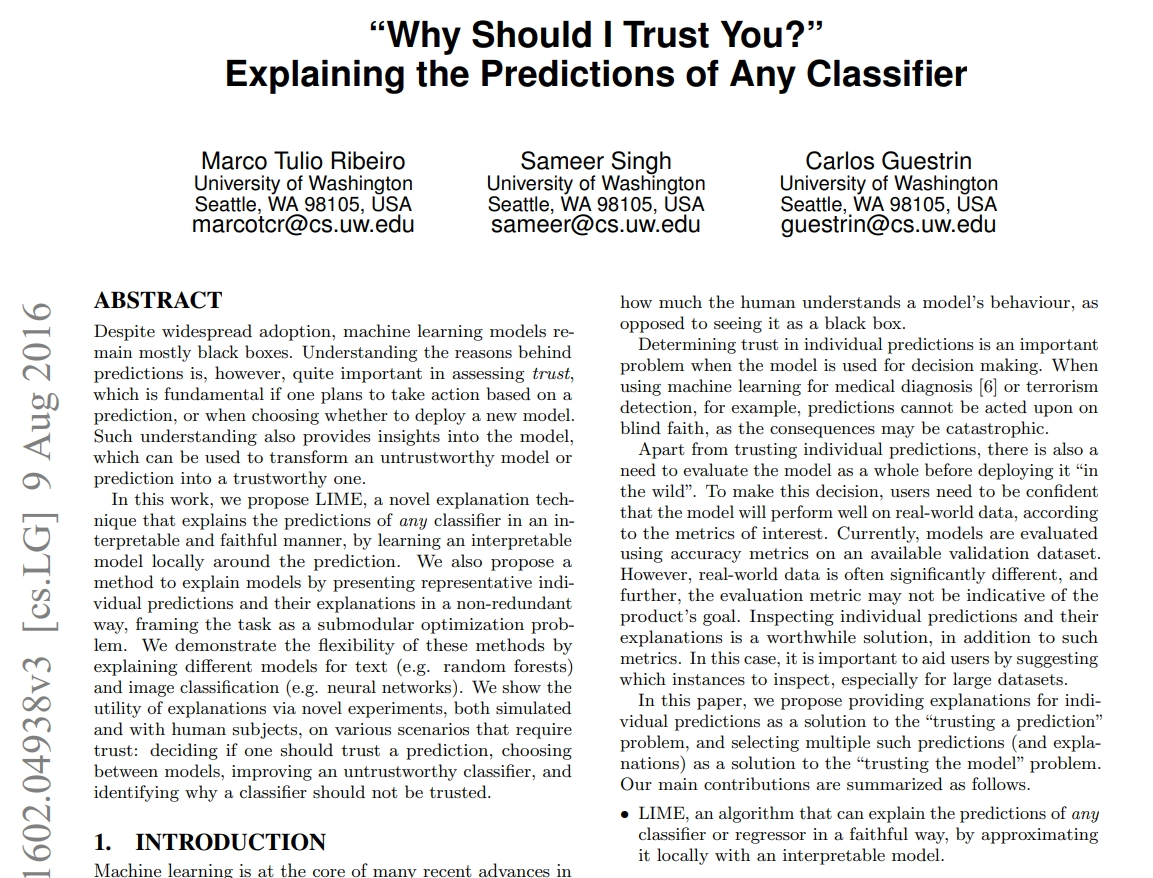 “Why Should I Trust You?”
Explaining the Predictions of Any Classifier
Marco Tulio Ribeiro
University of Washington
Seattle, WA 98105, USA
marcotcr@cs.uw.edu
Sameer Singh
University of Washington
Seattle, WA 98105, USA
sameer@cs.uw.edu
Carlos Guestrin
University of Washington
Seattle, WA 98105, USA
guestrin@cs.uw.edu
1602.04938v3 [cs.LG] 9 Aug 2016
ABSTRACT
Despite widespread adoption, machine learning models re-
main mostly black boxes. Understanding the reasons behind
predictions is, however, quite important in assessing trust,
which is fundamental if one plans to take action based on a
prediction, or when choosing whether to deploy a new model.
Such understanding also provides insights into the model,
which can be used to transform an untrustworthy model or
prediction into a trustworthy one.
In this work, we propose LIME, a novel explanation tech-
nique that explains the predictions of any classifier in an in-
terpretable and faithful manner, by learning an interpretable
model locally around the prediction. We also propose a
method to explain models by presenting representative indi-
vidual predictions and their explanations in a non-redundant
way, framing the task as a submodular optimization prob-
lem. We demonstrate the flexibility of these methods by
explaining different models for text (e.g. random forests)
and image classification (e.g. neural networks). We show the
utility of explanations via novel experiments, both simulated
and with human subjects, on various scenarios that require
trust: deciding if one should trust a prediction, choosing
between models, improving an untrustworthy classifier, and
identifying why a classifier should not be trusted.
1. INTRODUCTION
Machine learning is at the core of many recent advances in
how much the human understands a model’s behaviour, as
opposed to seeing it as a black box.
Determining trust in individual predictions is an important
problem when the model is used for decision making. When
using machine learning for medical diagnosis [6] or terrorism
detection, for example, predictions cannot be acted upon on
blind faith, as the consequences may be catastrophic.
Apart from trusting individual predictions, there is also a
need to evaluate the model as a whole before deploying it “in
the wild”. To make this decision, users need to be confident
that the model will perform well on real-world data, according
to the metrics of interest. Currently, models are evaluated
using accuracy metrics on an available validation dataset.
However, real-world data is often significantly different, and
further, the evaluation metric may not be indicative of the
product’s goal. Inspecting individual predictions and their
explanations is a worthwhile solution, in addition to such
metrics. In this case, it is important to aid users by suggesting
which instances to inspect, especially for large datasets.
In this paper, we propose providing explanations for indi-
vidual predictions as a solution to the “trusting a prediction”
problem, and selecting multiple such predictions (and expla-
nations) as a solution to the “trusting the model” problem.
Our main contributions are summarized as follows.
• LIME, an algorithm that can explain the predictions of any
classifier or regressor in a faithful way, by approximating
it locally with an interpretable model.